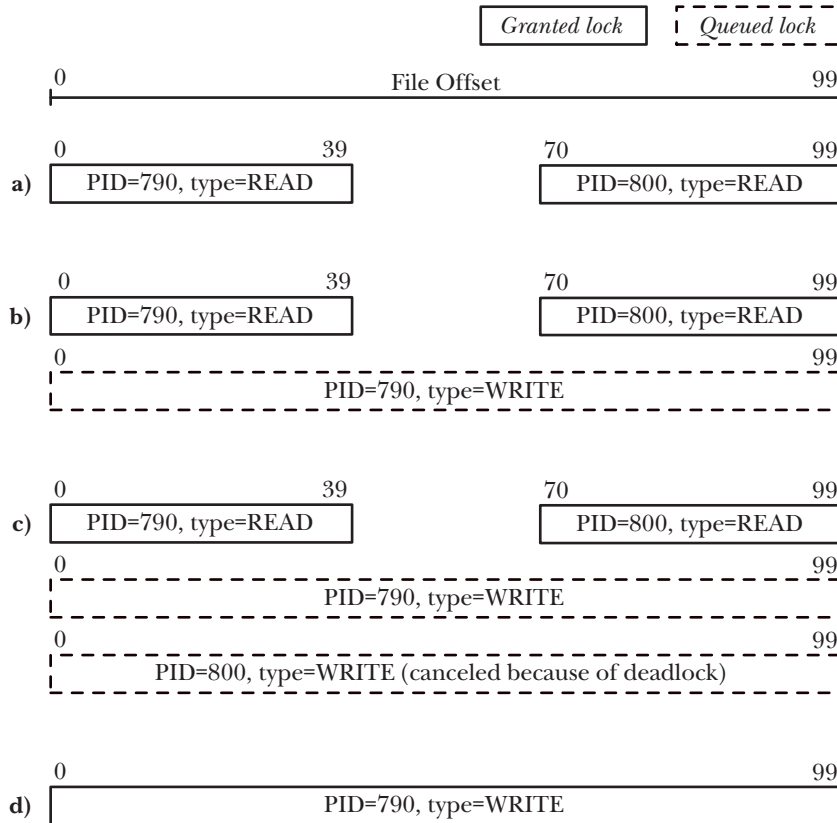 Granted lock Queued lock
0 99
File Offset
0 39 70 99
a) PID=790, type=READ PID=800, type=READ
0 39 70 99
b) PID=790, type=READ PID=800, type=READ
0 99
PID=790, type=WRITE
0 39 70 99
c) PID=790, type=READ PID=800, type=READ
0 99
PID=790, type=WRITE
0 99
PID=800, type=WRITE (canceled because of deadlock)
0 99
d) PID=790, type=WRITE